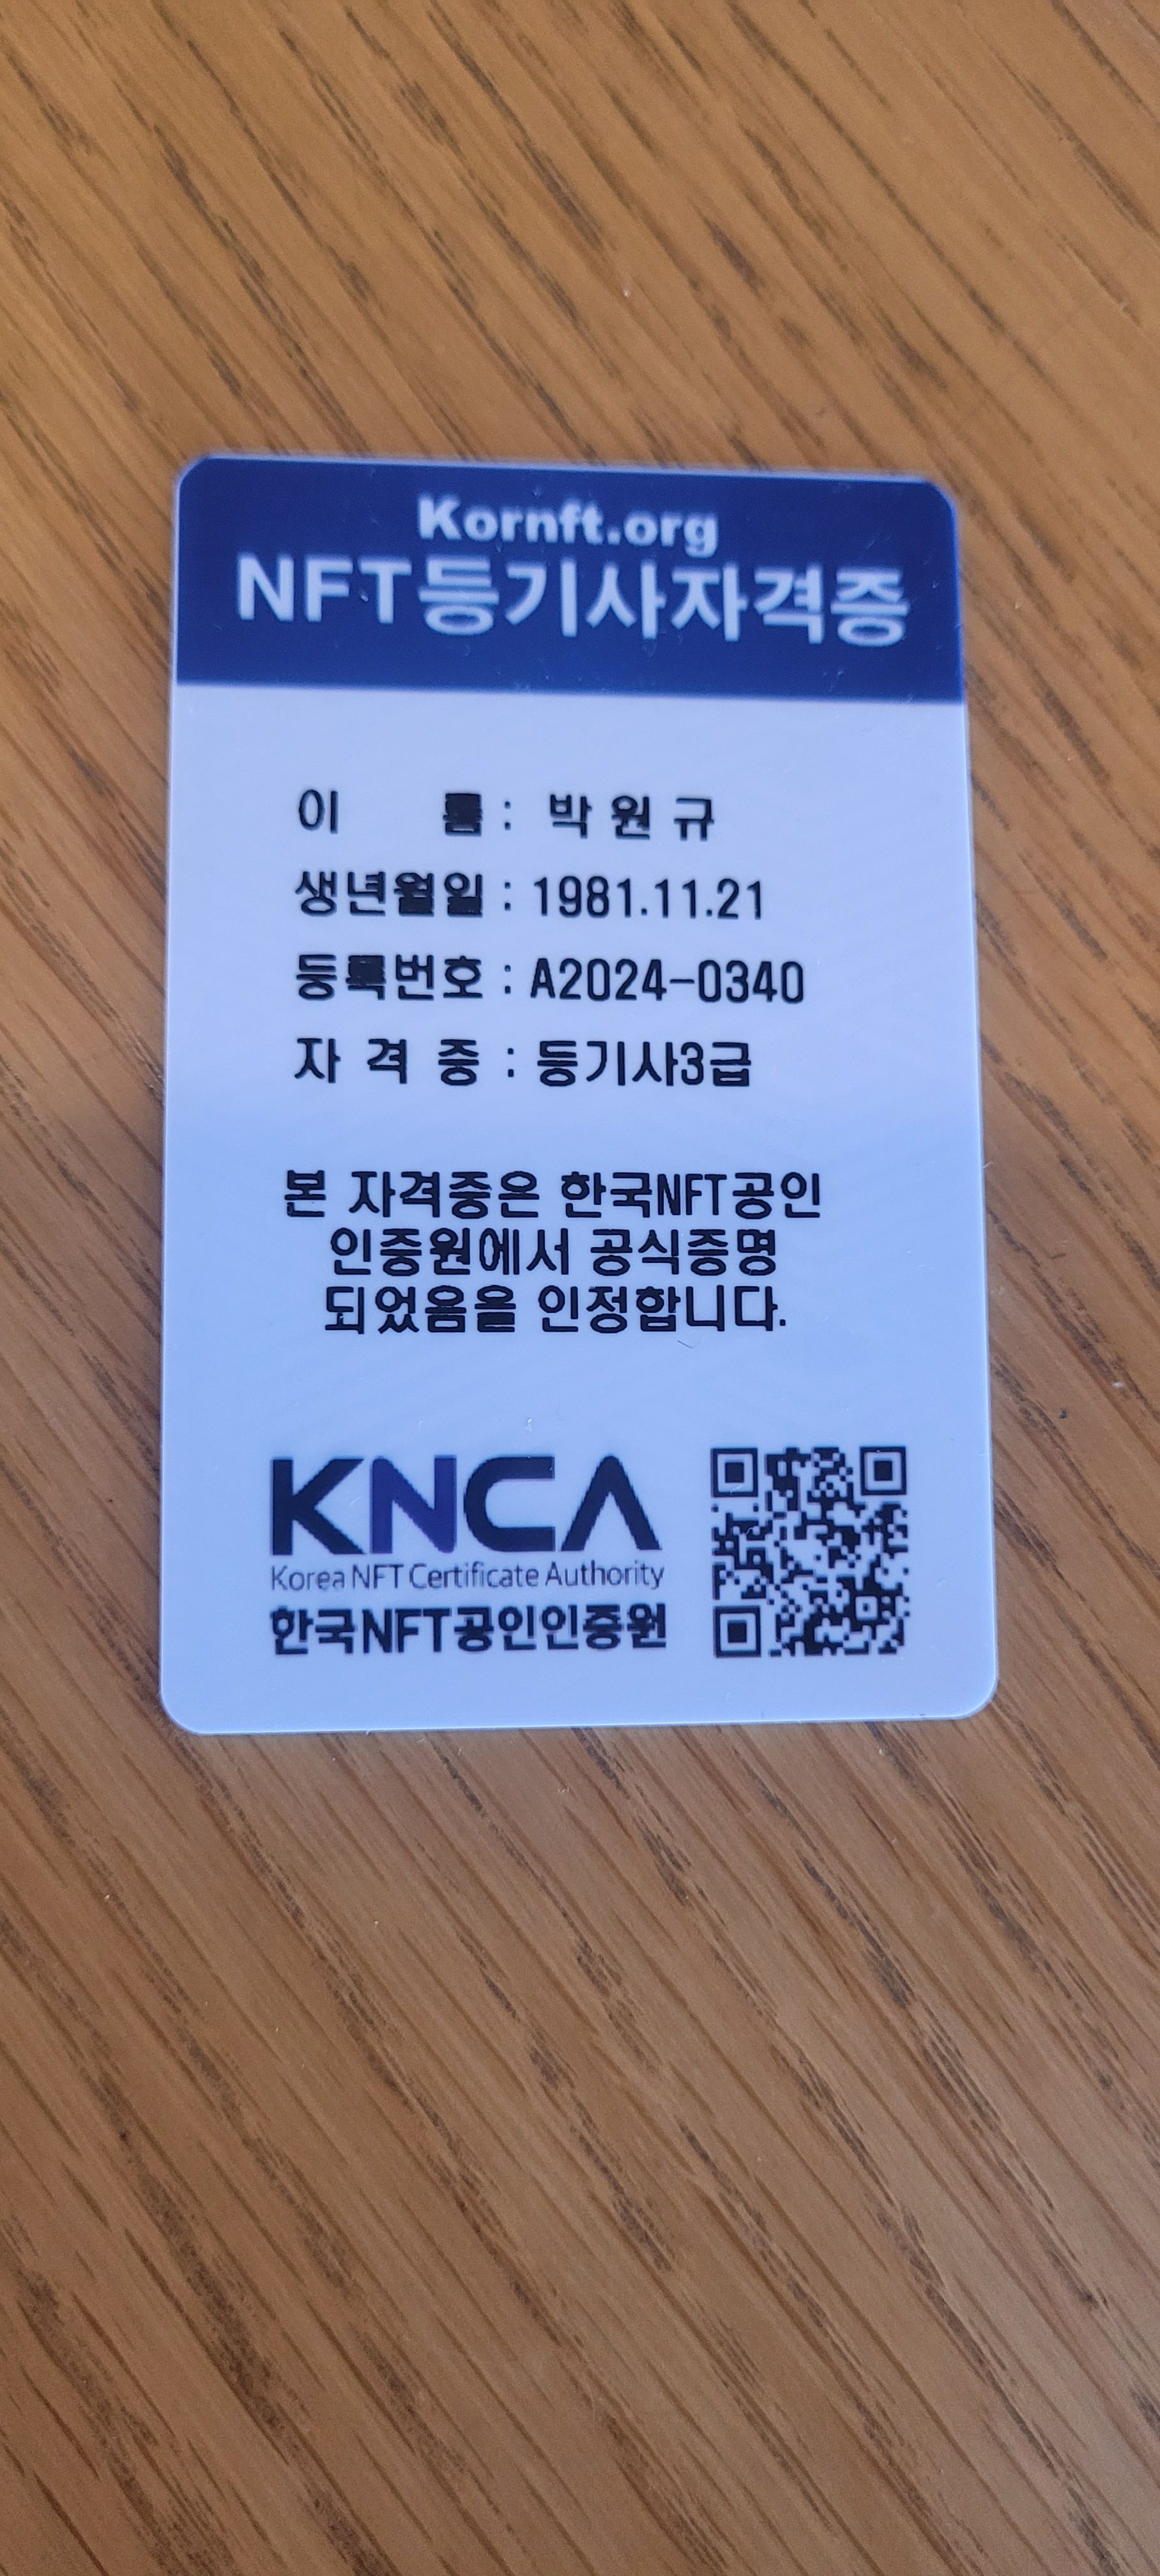 Kornft.org
NFT등기사자격증
이 름 : 박 원 규
생년월일 : 1981.11.21
등록번호 : A2024-0340
자 격 증 : 등기사3급
본 자격증은 한국NFT공인
인증원에서 공식증명
되었음을 인정합니다.
KNCA
Korea NFT Certificate Authority
한국NFT공인인증원